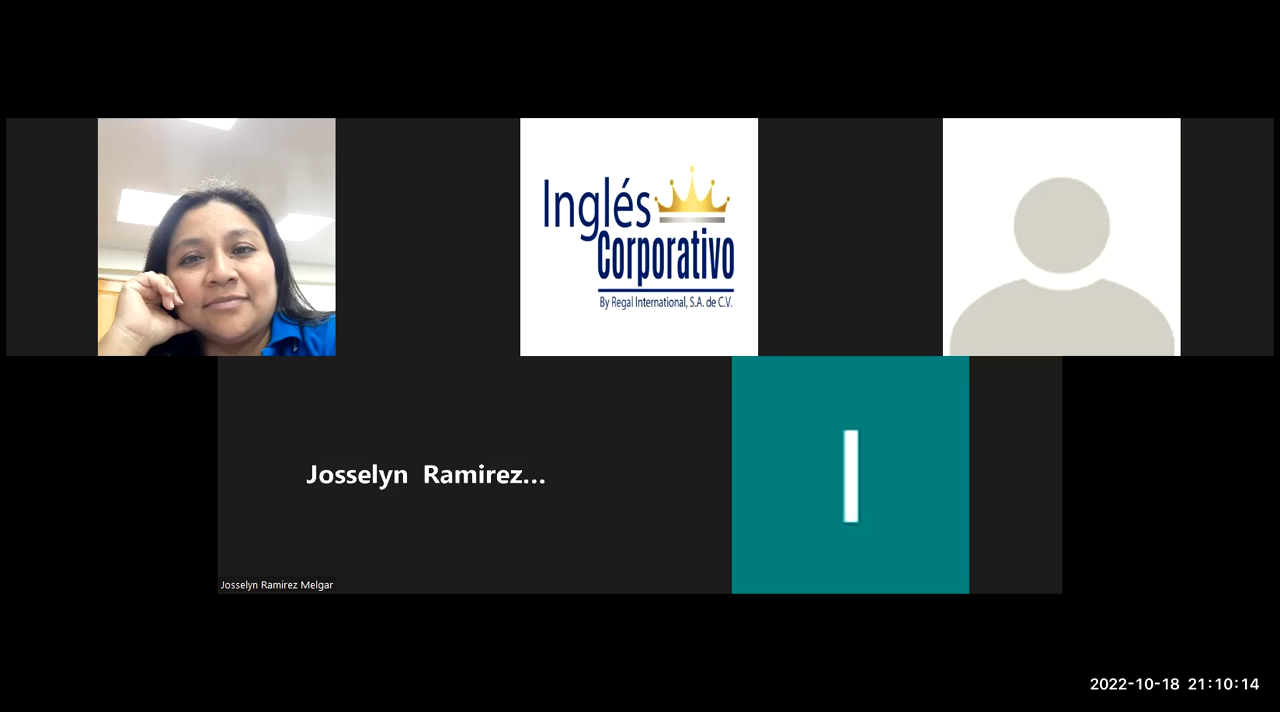 Inglés
Corporativo
By Regal International, S.A. de C.V.
Josselyn Ramirez...
I
Josselyn Ramirez Melgar
2022-10-18 21:10:14